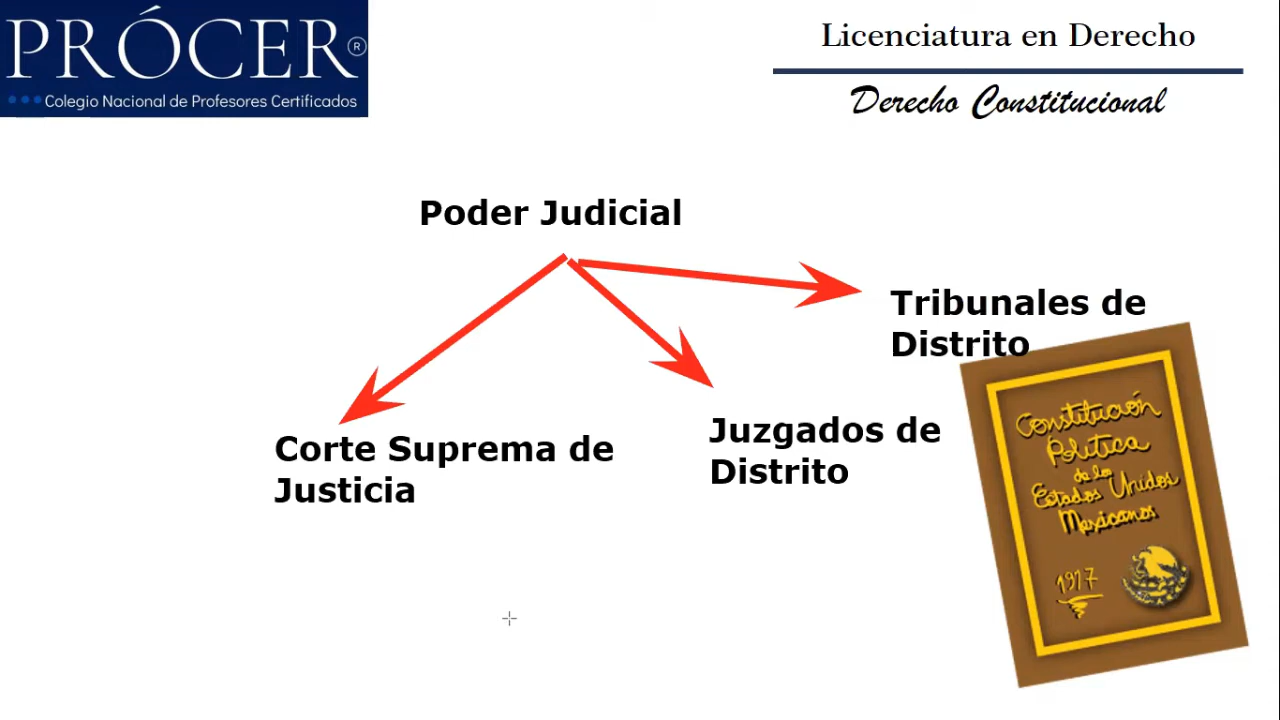 PRÓCER®
Colegio Nacional de Profesores Certificados
Licenciatura en Derecho
Derecho Constitucional
Poder Judicial
Tribunales de
Distrito
Juzgados de
Distrito
Corte Suprema de
Justicia
Constitución
Política
de los
Estados Unidos
Mexicanos
1917